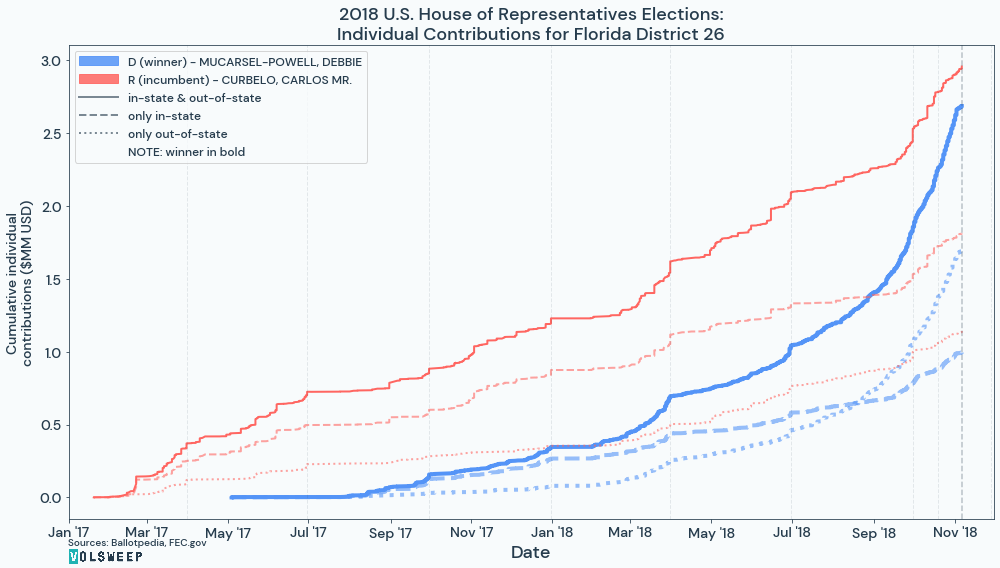 2018 U.S. House of Representatives Elections:
Individual Contributions for Florida District 26
D (winner) - MUCARSEL-POWELL, DEBBIE
R (incumbent) - CURBELO, CARLOS MR.
in-state & out-of-state
only in-state
only out-of-state
NOTE: winner in bold
Cumulative individual
contributions ($MM USD)
3.0
2.5
2.0
1.5
1.0
0.5
0.0
Jan '17
Mar '17
May '17
Jul '17
Sep '17
Nov '17
Jan '18
Mar '18
May '18
Jul '18
Sep '18
Nov '18
Date
Sources: Ballotpedia, FEC.gov
VOL$WEEP